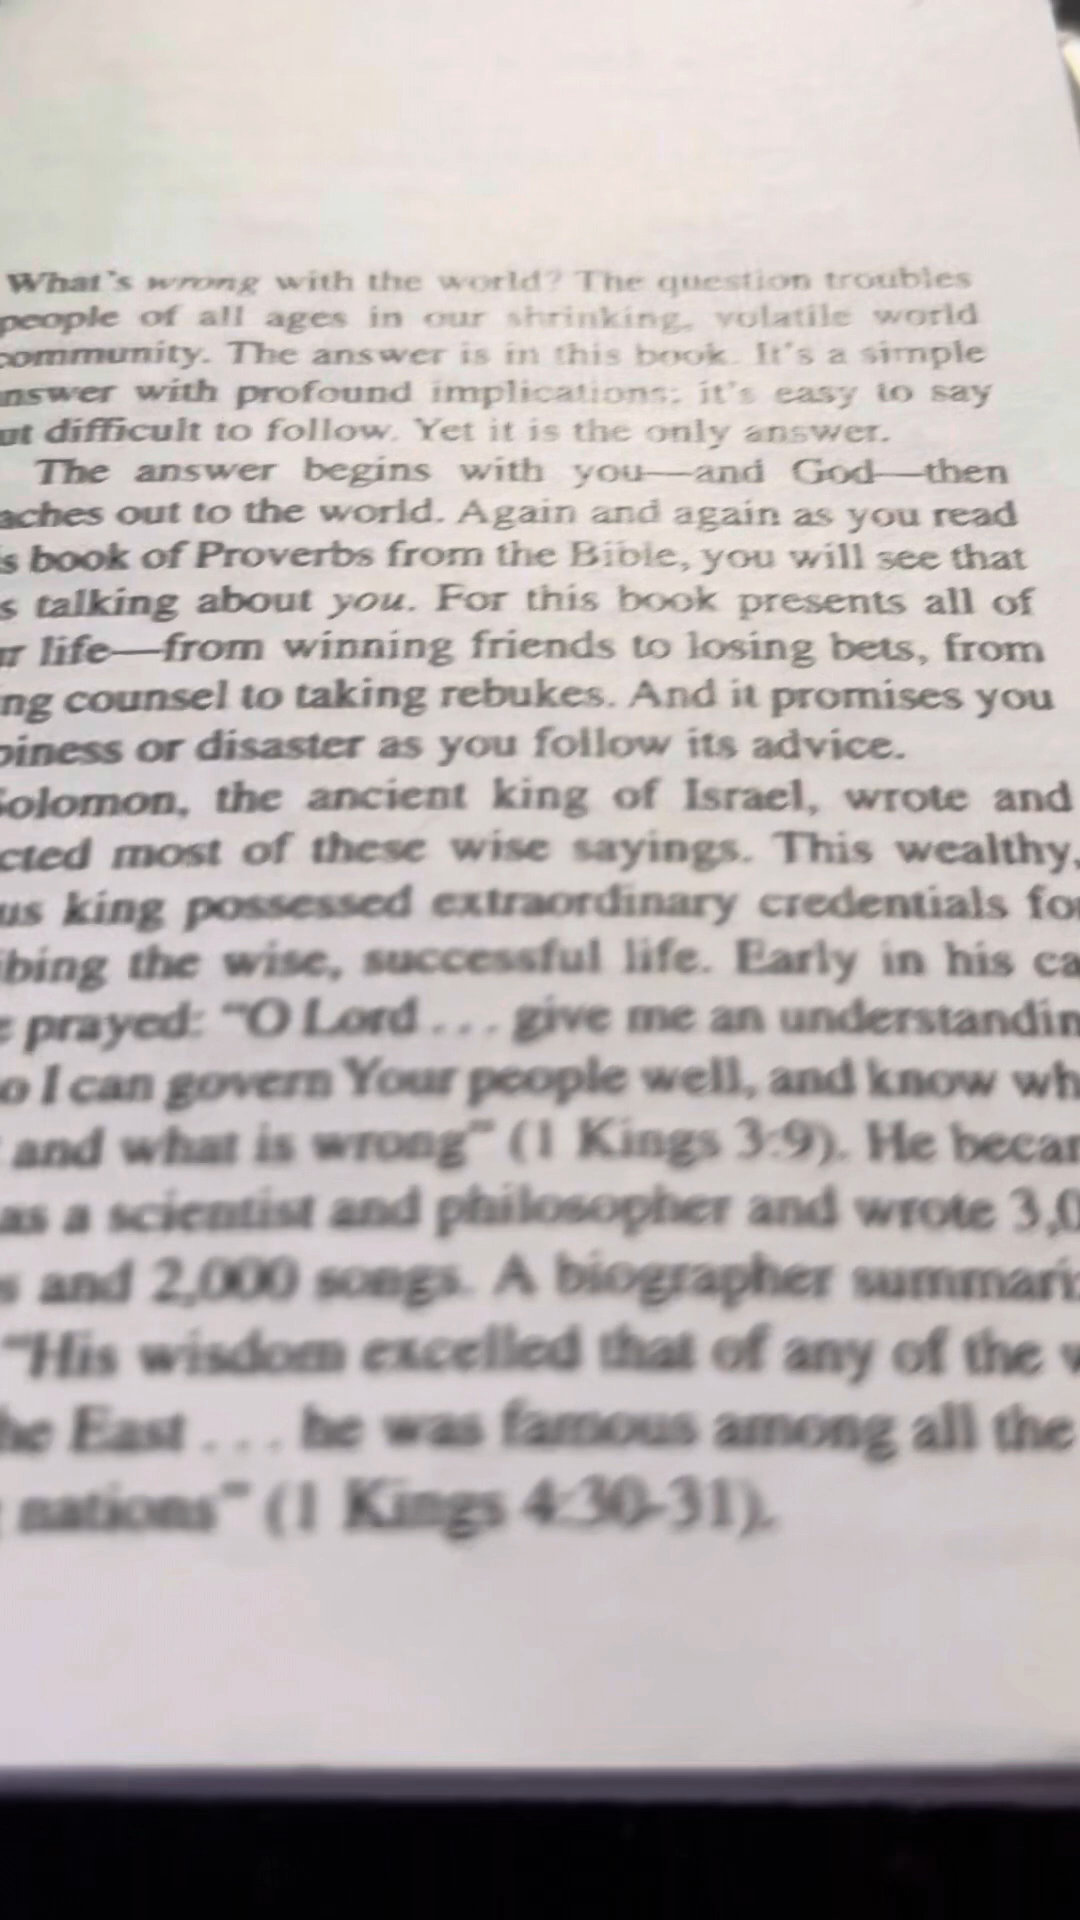 What's wrong with the world? The question troubles
people of all ages in our shrinking, volatile world
ommunity. The answer is in this book. It's a simple
nswer with profound implications; it's easy to say
ut difficult to follow. Yet it is the only answer.
The answer begins with you—and God—then
aches out to the world. Again and again as you read
s book of Proverbs from the Bible, you will see that
s talking about you. For this book presents all of
r life—from winning friends to losing bets, from
ng counsel to taking rebukes. And it promises you
piness or disaster as you follow its advice.
Solomon, the ancient king of Israel, wrote and
cted most of these wise sayings. This wealthy,
us king possessed extraordinary credentials for
ibing the wise, successful life. Early in his ca
e prayed: "O Lord . . . give me an understandin
o I can govern Your people well, and know wh
and what is wrong" (1 Kings 3:9). He becam
as a scientist and philosopher and wrote 3,0
s and 2,000 songs. A biographer summari
"His wisdom excelled that of any of the w
he East . . . he was famous among all the
nations" (1 Kings 4:30-31).